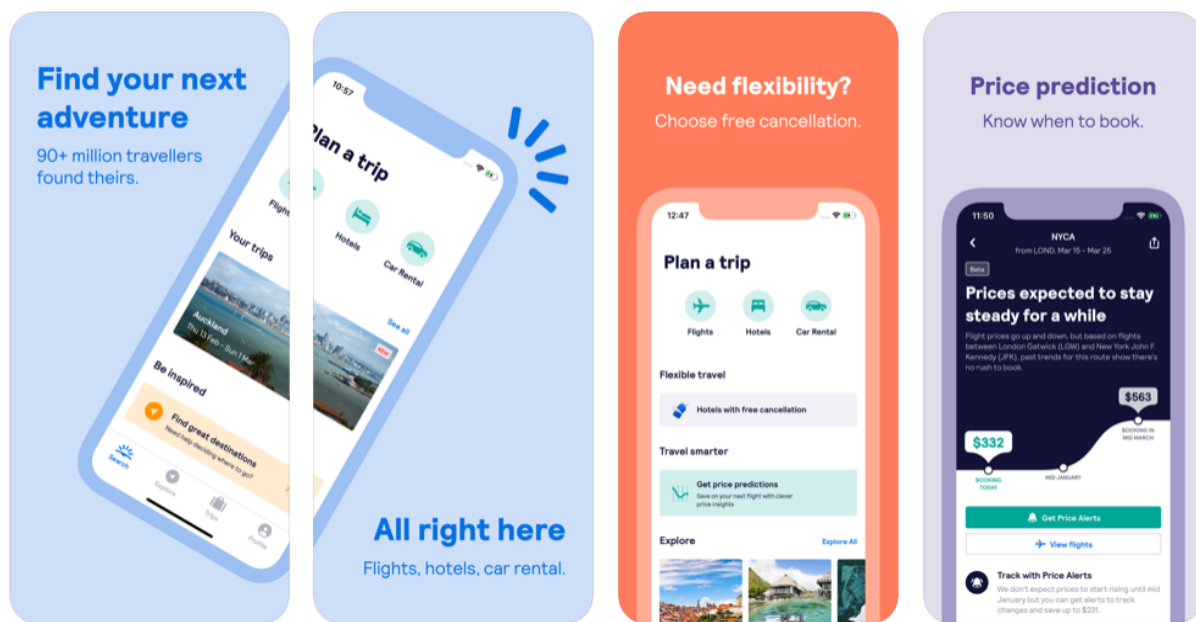 Find your next
adventure
90+ million travellers
found theirs.
Your trips
Auckland
Thu 13 Feb - Sun 1 Mar
Be inspired
Find great destinations
Need help deciding where to go?
Search
Explore
Trips
Profile
10:57
Plan a trip
Flights
Hotels
Car Rental
See all
NEW
All right here
Flights, hotels, car rental.
Need flexibility?
Choose free cancellation.
12:47
Plan a trip
Flights
Hotels
Car Rental
Flexible travel
Hotels with free cancellation
Travel smarter
Get price predictions
Save on your next flight with clever
price insights
Explore
Explore All
Price prediction
Know when to book.
11:50
NYCA
from LOND, Mar 15 - Mar 25
Beta
Prices expected to stay
steady for a while
Flight prices go up and down, but based on flights
between London Gatwick (LGW) and New York John F.
Kennedy (JFK), past trends for this route show there's
no rush to book.
$563
BOOKING IN
MID MARCH
$332
BOOKING
TODAY
MID JANUARY
Get Price Alerts
View flights
Track with Price Alerts
We don't expect prices to start rising until mid
January but you can get alerts to track
changes and save up to $231.